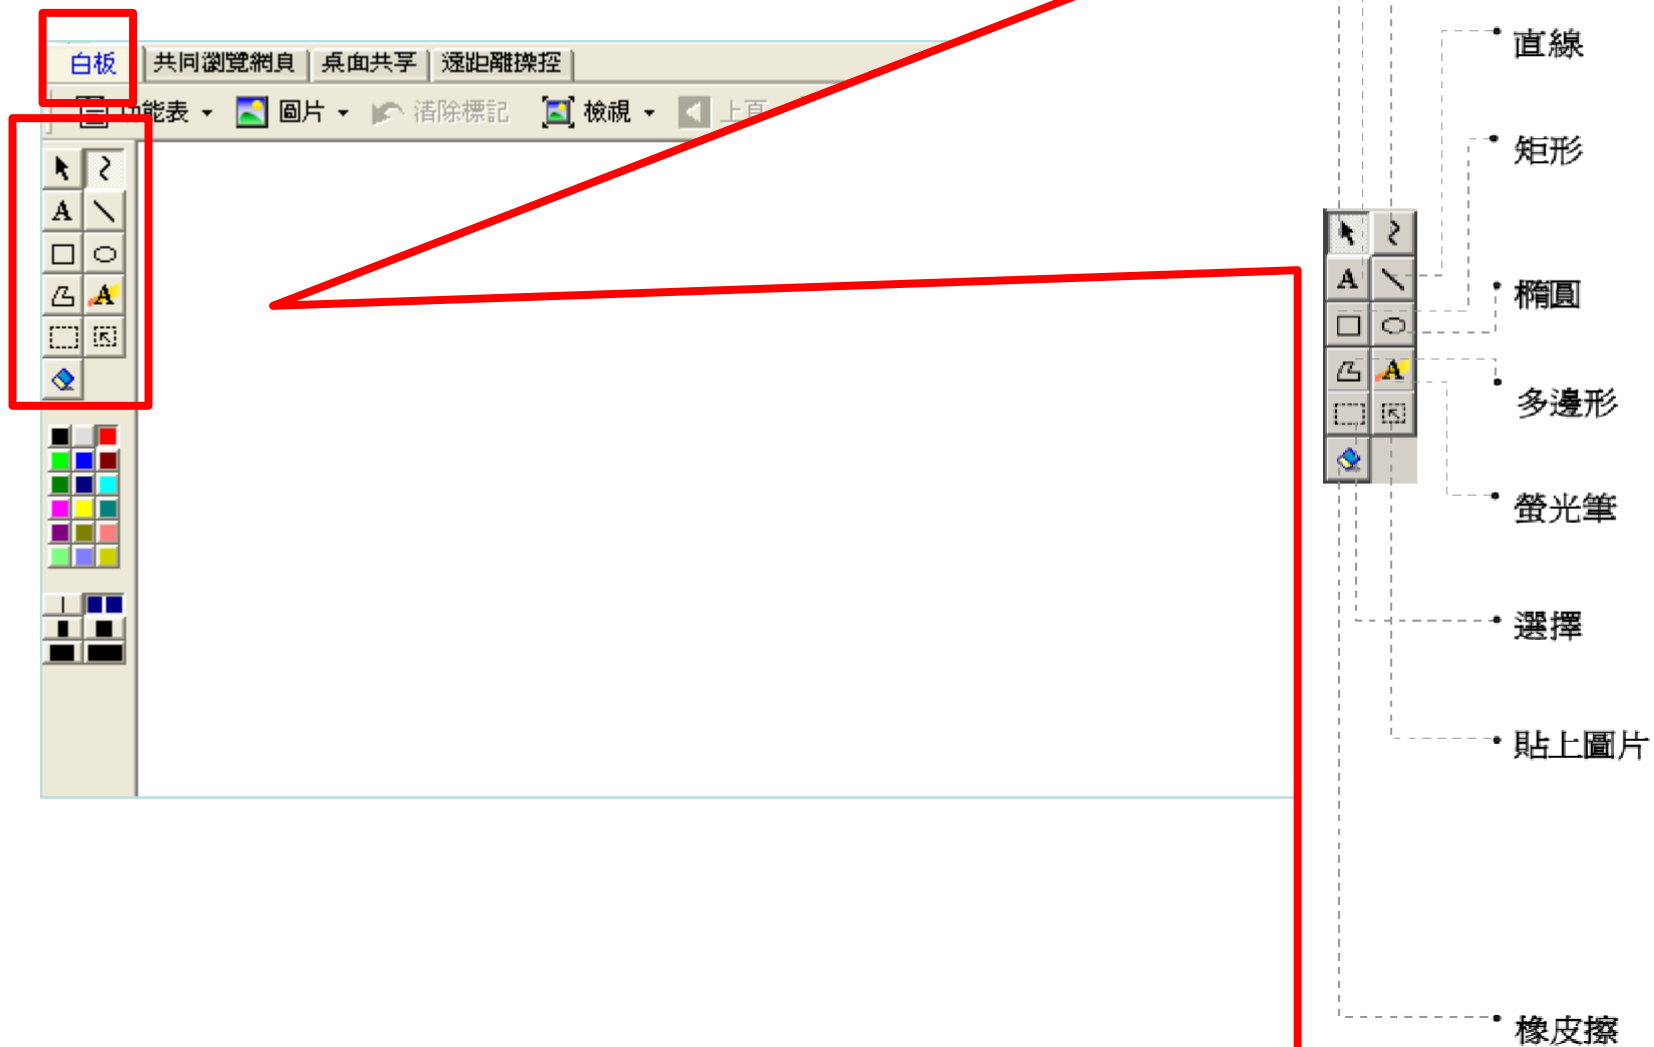 白板 共同瀏覽網頁 桌面共享 遠距離操控
功能表 圖片 清除標記 檢視 上頁
直線
矩形
橢圓
多邊形
螢光筆
選擇
貼上圖片
橡皮擦